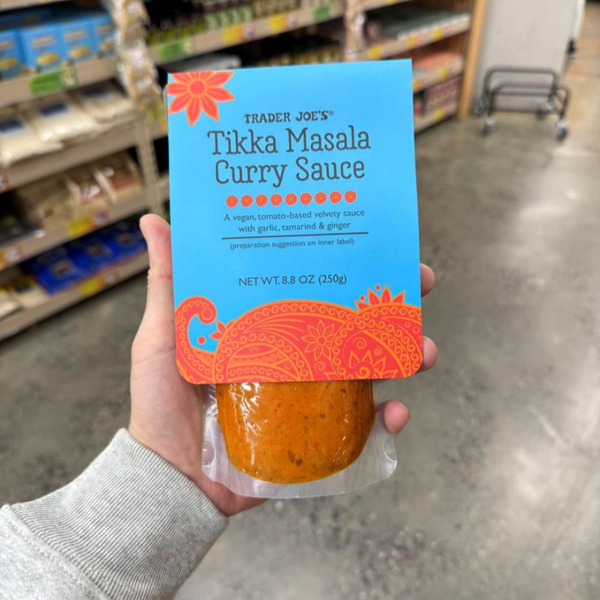 TRADER JOE'S®
Tikka Masala
Curry Sauce
A vegan, tomato-based velvety sauce
with garlic, tamarind & ginger
(preparation suggestion on inner label)
NET WT. 8.8 OZ (250g)